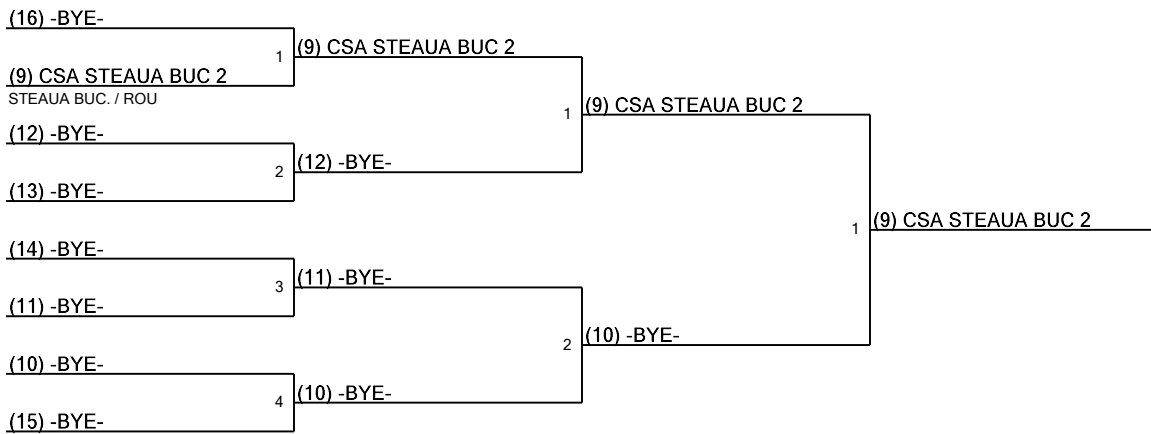 (16) -BYE-
1
(9) CSA STEAUA BUC 2
(9) CSA STEAUA BUC 2
STEAUA BUC. / ROU
1
(9) CSA STEAUA BUC 2
(12) -BYE-
2
(12) -BYE-
(13) -BYE-
1
(9) CSA STEAUA BUC 2
(14) -BYE-
3
(11) -BYE-
(11) -BYE-
2
(10) -BYE-
(10) -BYE-
4
(10) -BYE-
(15) -BYE-